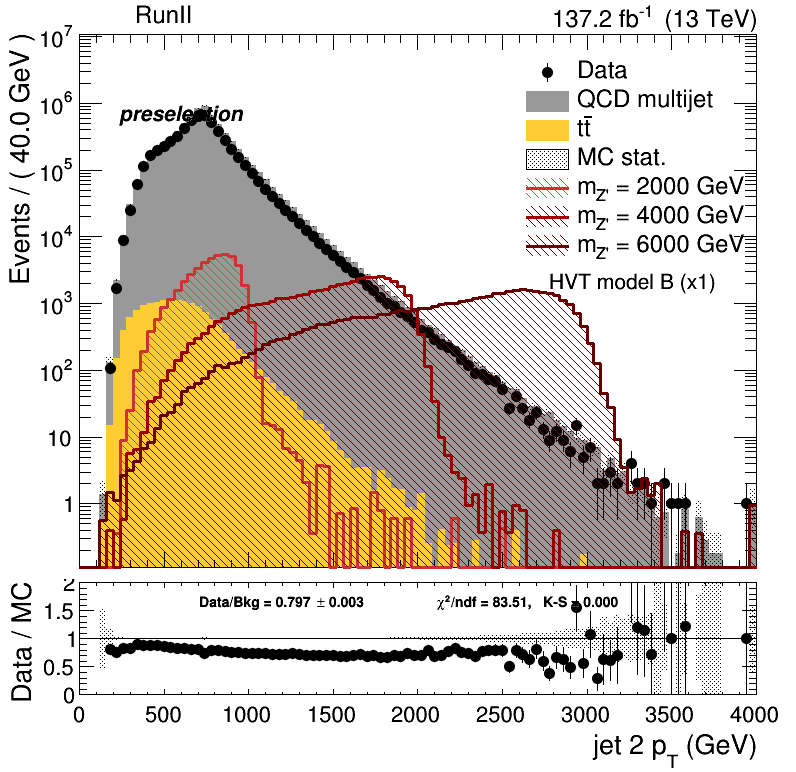 RunII 137.2 fb⁻¹ (13 TeV)
Events / ( 40.0 GeV )
10⁷
10⁶
10⁵
10⁴
10³
10²
10
1
preselection
Data
QCD multijet
tt̄
MC stat.
m_Z' = 2000 GeV
m_Z' = 4000 GeV
m_Z' = 6000 GeV
HVT model B (x1)
Data / MC
2
1.5
1
0.5
0
Data/Bkg = 0.797 ± 0.003 χ²/ndf = 83.51, K-S = 0.000
0 500 1000 1500 2000 2500 3000 3500 4000
jet 2 p_T (GeV)